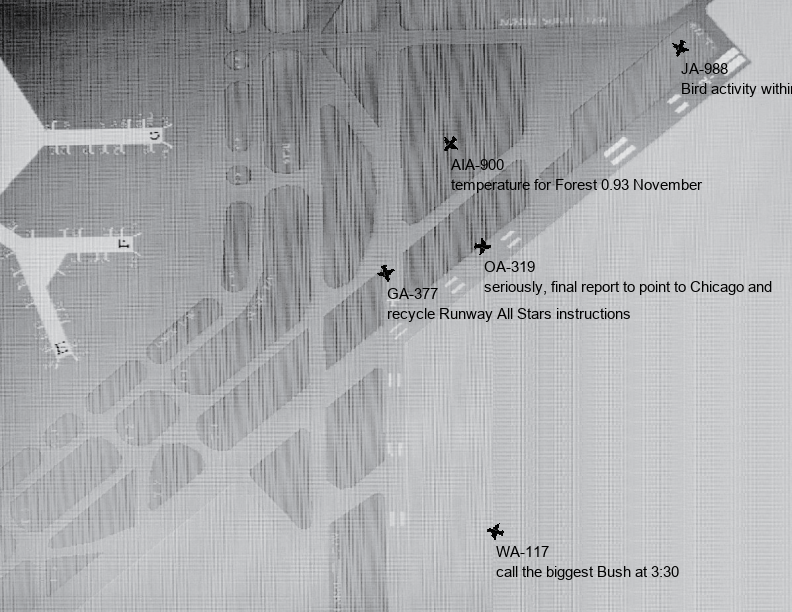 JA-988
Bird activity within
AIA-900
temperature for Forest 0.93 November
OA-319
seriously, final report to point to Chicago and
GA-377
recycle Runway All Stars instructions
WA-117
call the biggest Bush at 3:30